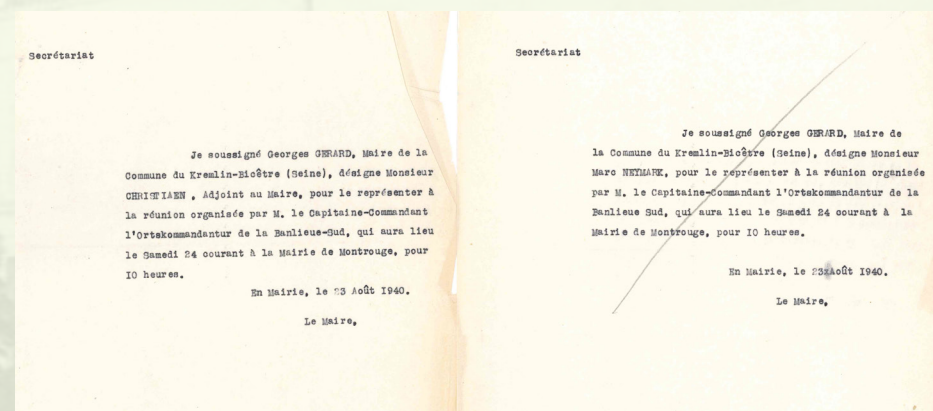 Secrétariat
Je soussigné Georges GERARD, Maire de la
Commune du Kremlin-Bicêtre (Seine), désigne Monsieur
CHRISTIAEN , Adjoint au Maire, pour le représenter à
la réunion organisée par M. le Capitaine-Commandant
l'Ortskommandantur de la Banlieue-Sud, qui aura lieu
le Samedi 24 courant à la Mairie de Montrouge, pour
IO heures.
En Mairie, le 23 Août I940.
Le Maire,
Secrétariat
Je soussigné Georges GERARD, Maire de
la Commune du Kremlin-Bicêtre (Seine), désigne Monsieur
Marc NEYMARK, pour le représenter à la réunion organisée
par M. le Capitaine-Commandant l'Ortskommandantur de la
Banlieue Sud, qui aura lieu le Samedi 24 courant à la
Mairie de Montrouge, pour IO heures.
En Mairie, le 23 Août I940.
Le Maire,